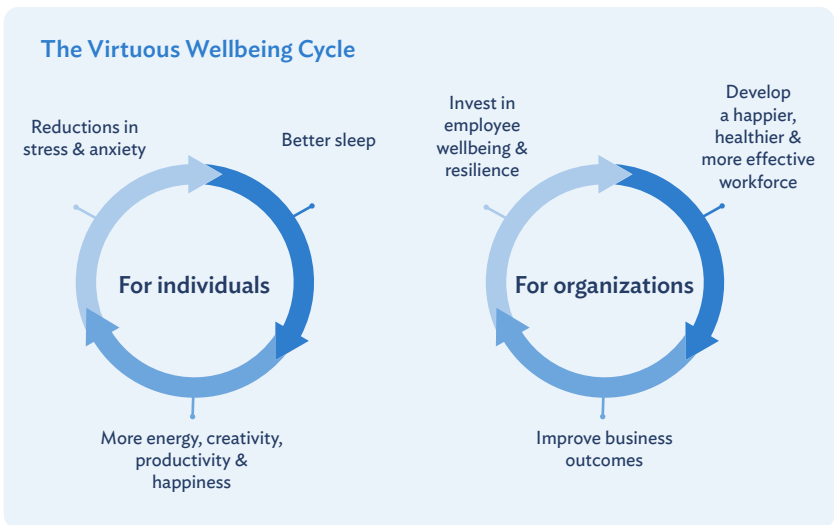 The Virtuous Wellbeing Cycle
Reductions in
stress & anxiety
Better sleep
For individuals
More energy, creativity,
productivity &
happiness
Invest in
employee
wellbeing &
resilience
Develop
a happier,
healthier &
more effective
workforce
For organizations
Improve business
outcomes